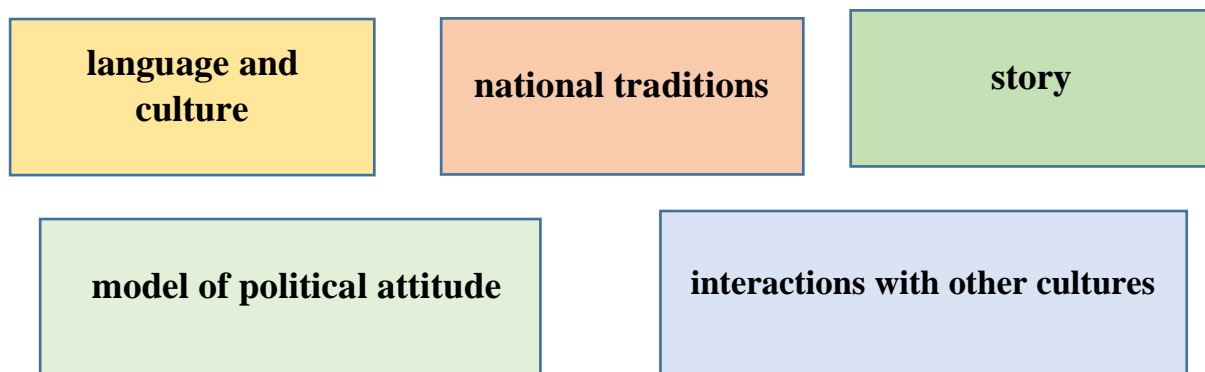 language and
culture
national traditions
story
model of political attitude
interactions with other cultures